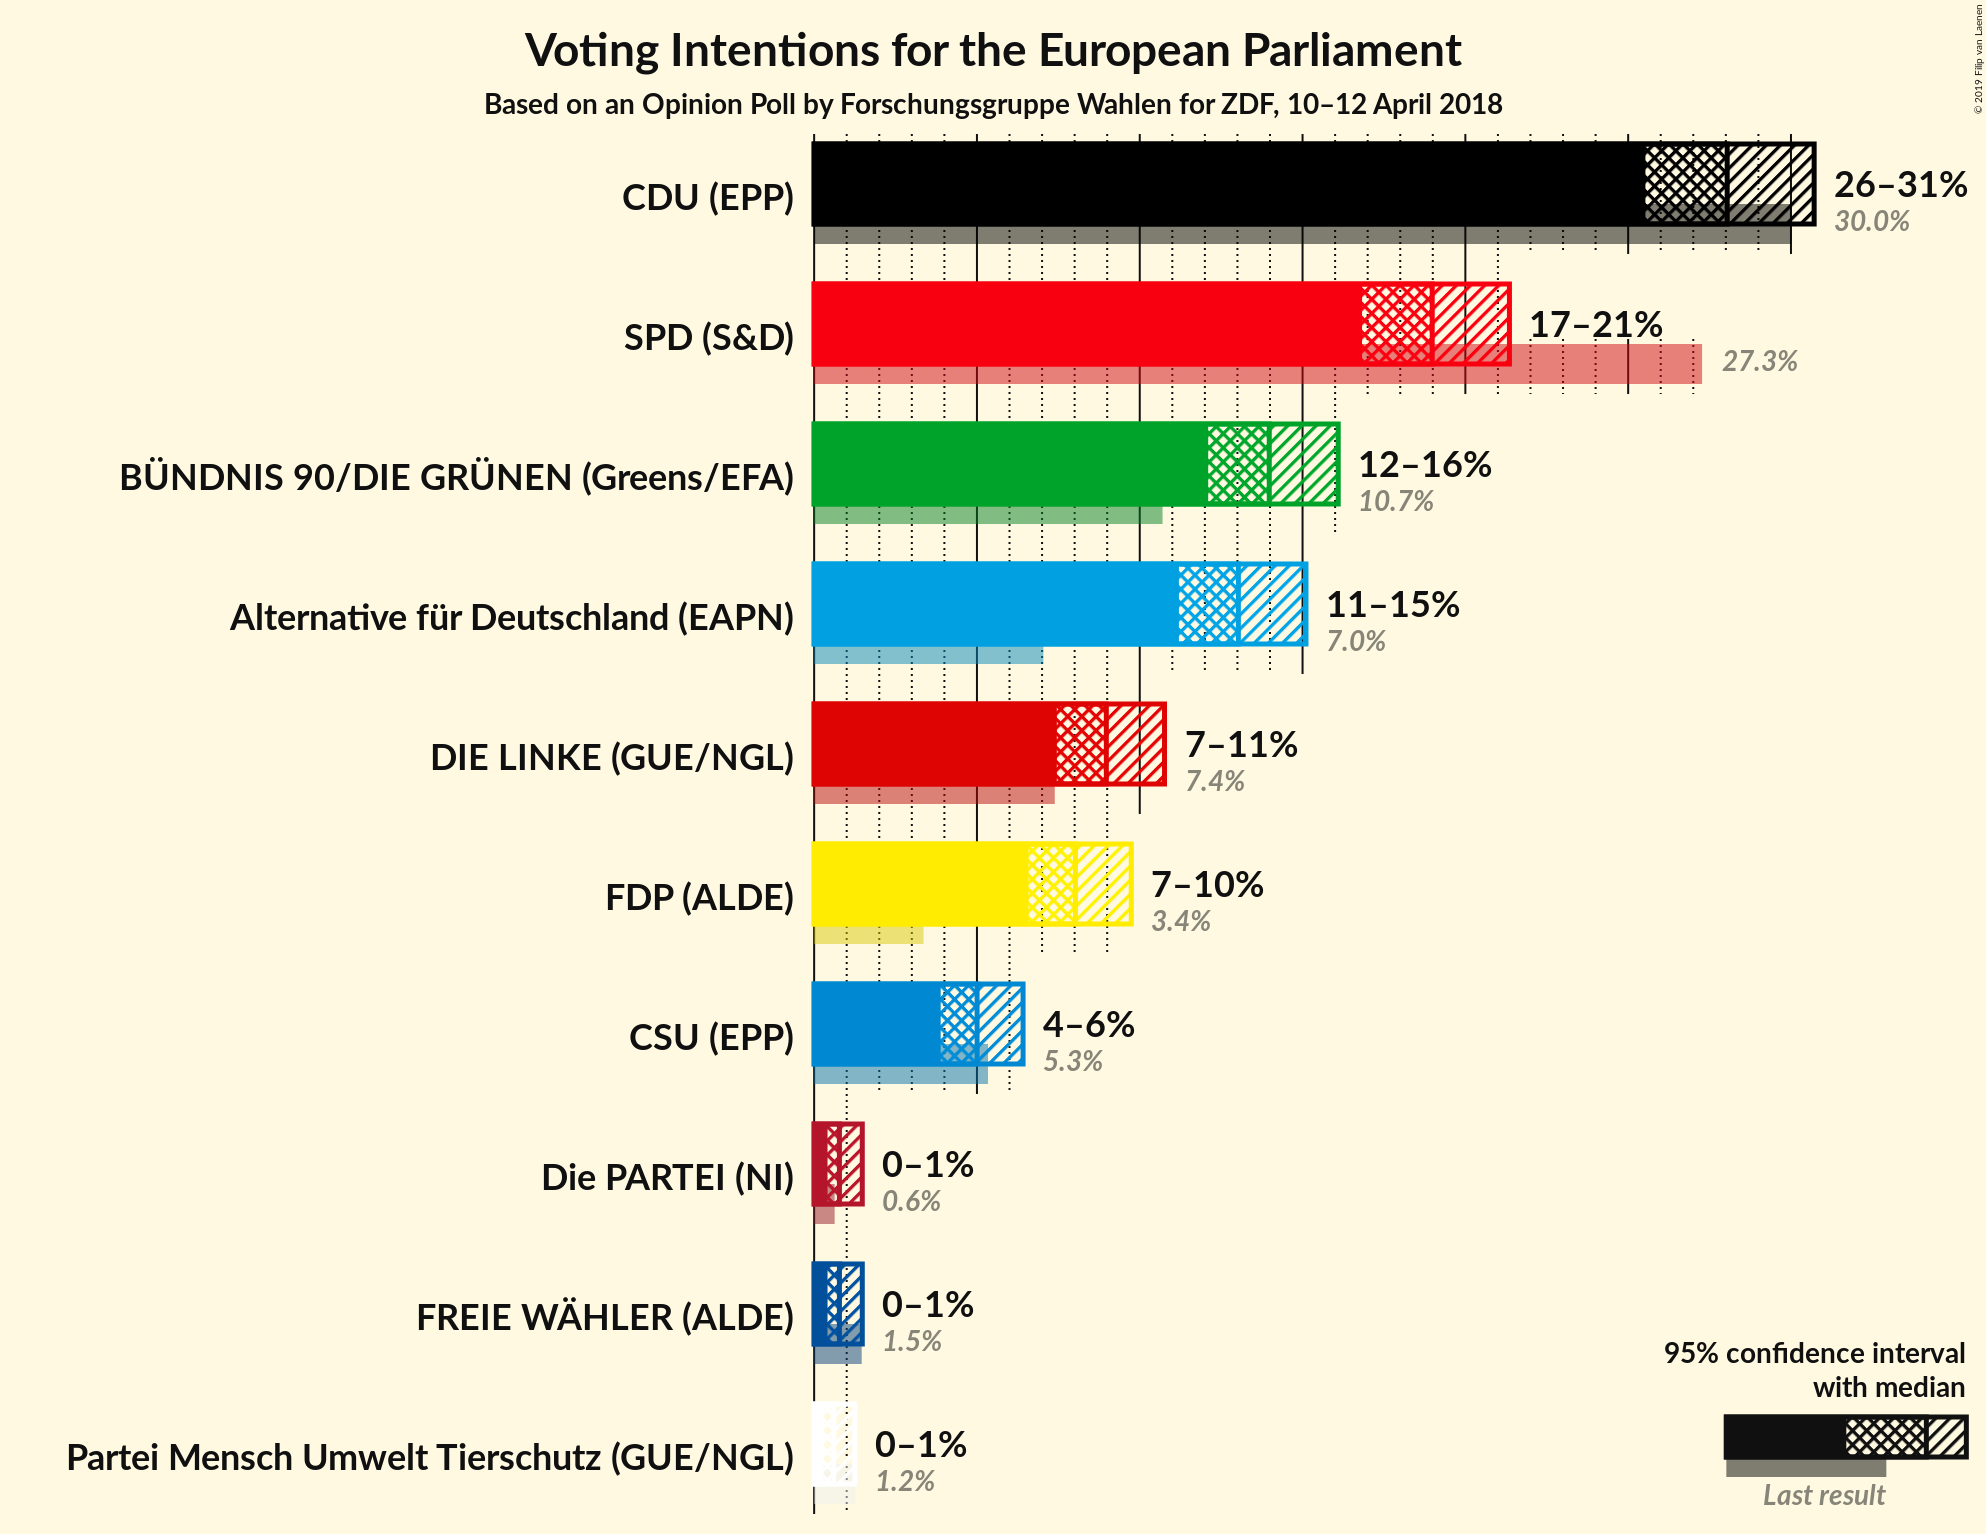 Voting Intentions for the European Parliament
Based on an Opinion Poll by Forschungsgruppe Wahlen for ZDF, 10–12 April 2018
© 2019 Filip van Laenen
CDU (EPP)
26–31%
30.0%
SPD (S&D)
17–21%
27.3%
BÜNDNIS 90/DIE GRÜNEN (Greens/EFA)
12–16%
10.7%
Alternative für Deutschland (EAPN)
11–15%
7.0%
DIE LINKE (GUE/NGL)
7–11%
7.4%
FDP (ALDE)
7–10%
3.4%
CSU (EPP)
4–6%
5.3%
Die PARTEI (NI)
0–1%
0.6%
FREIE WÄHLER (ALDE)
0–1%
1.5%
Partei Mensch Umwelt Tierschutz (GUE/NGL)
0–1%
1.2%
95% confidence interval
with median
Last result